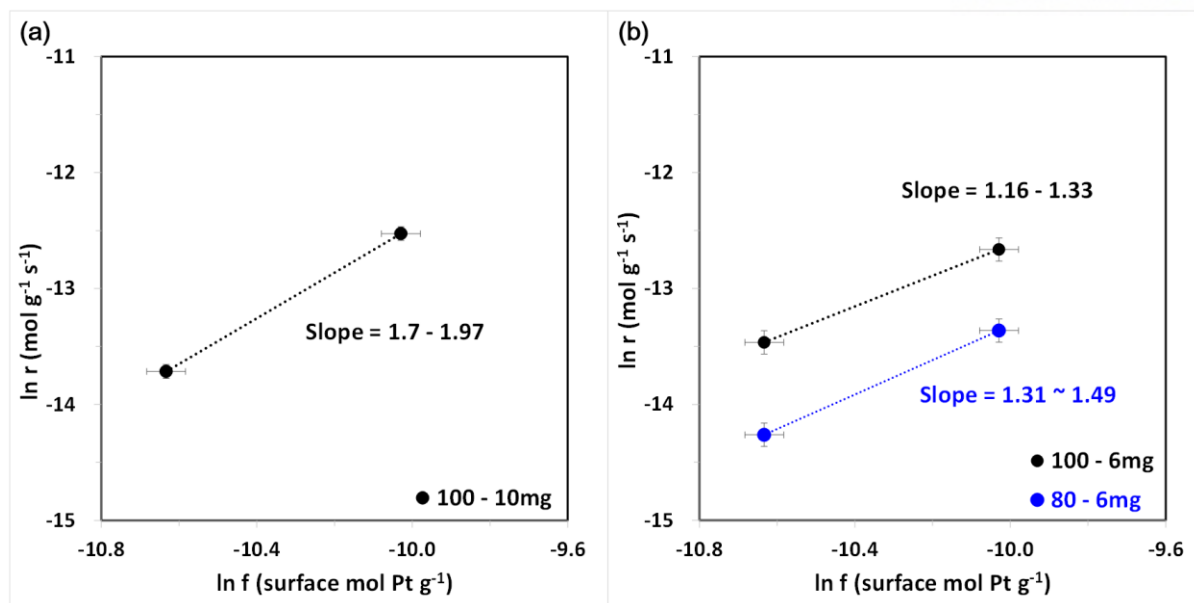 (a)
-11
-12
-13
-14
-15
ln r (mol g⁻¹ s⁻¹)
Slope = 1.7 - 1.97
100 - 10mg
-10.8
-10.4
-10.0
-9.6
ln f (surface mol Pt g⁻¹)
(b)
-11
-12
-13
-14
-15
ln r (mol g⁻¹ s⁻¹)
Slope = 1.16 - 1.33
Slope = 1.31 ~ 1.49
100 - 6mg
80 - 6mg
-10.8
-10.4
-10.0
-9.6
ln f (surface mol Pt g⁻¹)